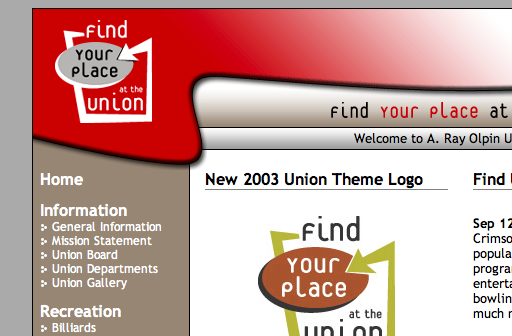 find
YOUR
PLACE
at the
union
find YOUR PLACE at
Welcome to A. Ray Olpin U
Home
Information
General Information
Mission Statement
Union Board
Union Departments
Union Gallery
Recreation
Billiards
New 2003 Union Theme Logo
find
YOUR
PLACE
at the
union
Find U
Sep 12
Crimso
popula
progra
enterta
bowlin
much m